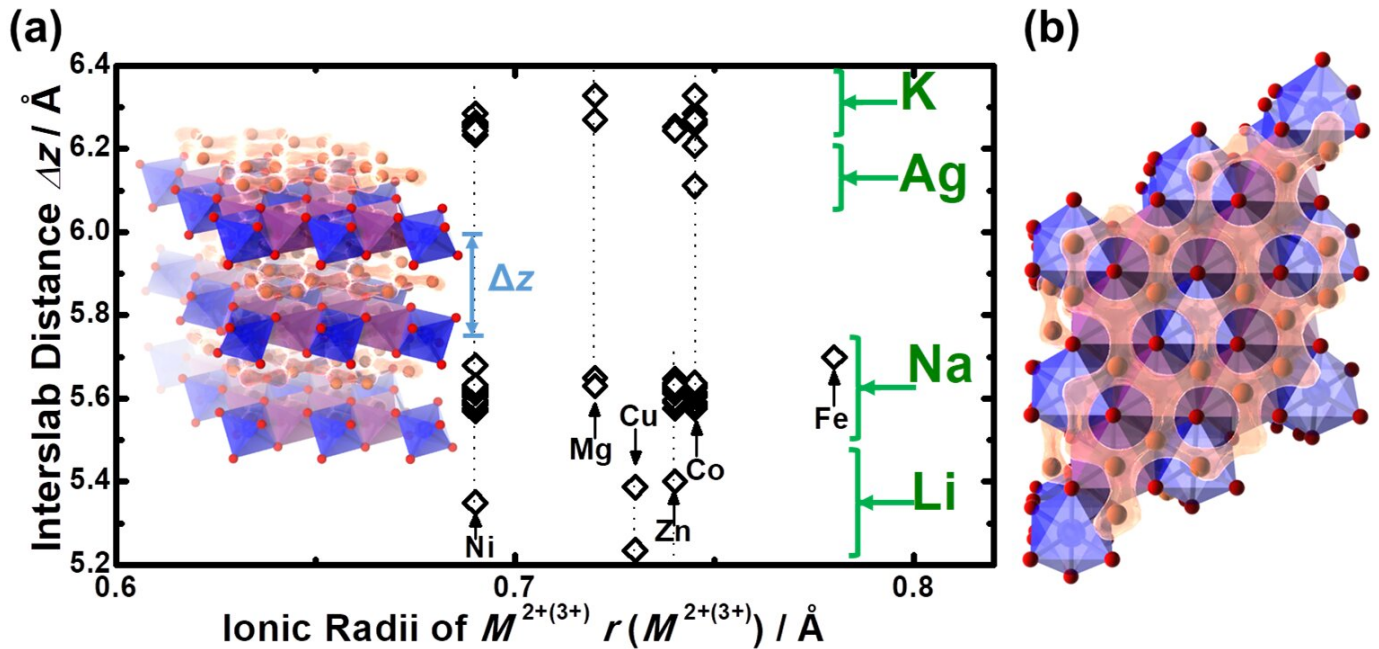 (a)
(b)
Interslab Distance Δz / Å
6.4
6.2
6.0
5.8
5.6
5.4
5.2
K
Ag
Na
Li
Δz
Cu
Fe
Mg
Co
Ni
Zn
0.6
0.7
0.8
Ionic Radii of M²⁺⁽³⁺⁾ r (M²⁺⁽³⁺⁾) / Å